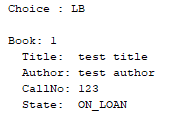 Choice : LB
Book: 1
Title: test title
Author: test author
CallNo: 123
State: ON_LOAN